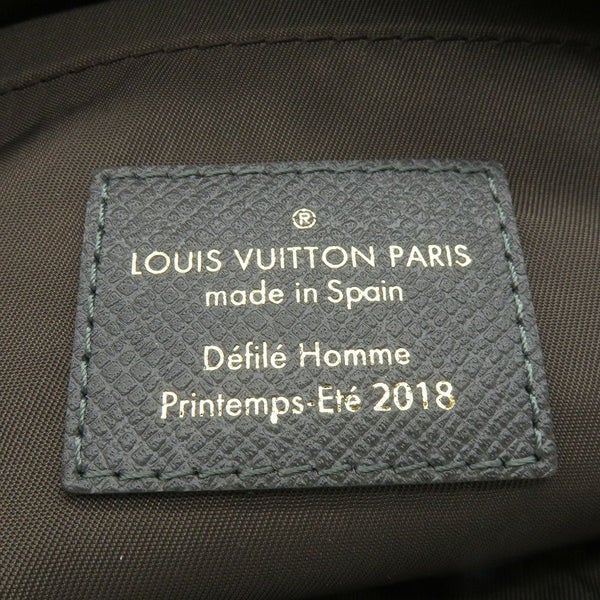 ®
LOUIS VUITTON PARIS
made in Spain
Défilé Homme
Printemps-Eté 2018